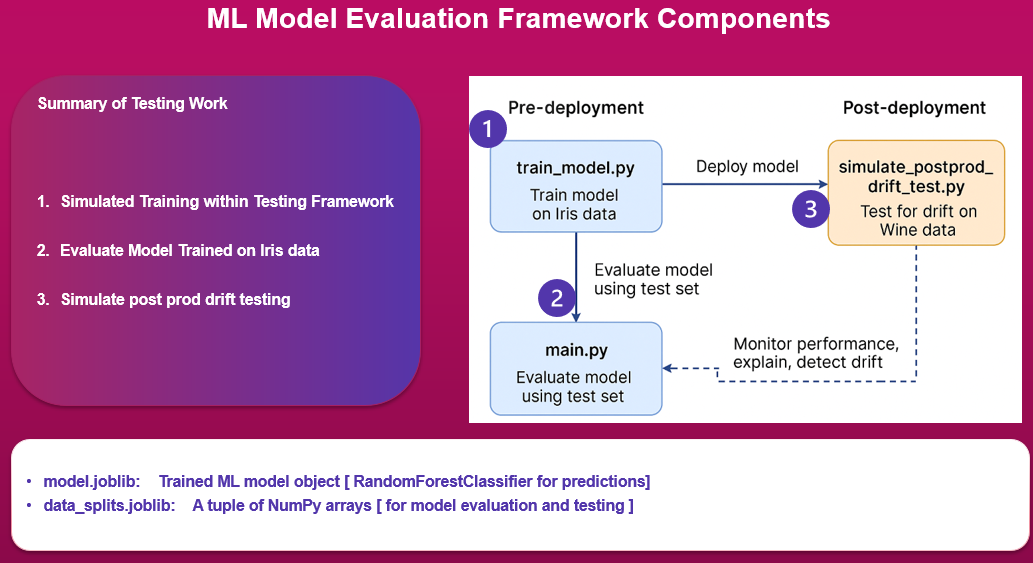 ML Model Evaluation Framework Components
Summary of Testing Work
1. Simulated Training within Testing Framework
2. Evaluate Model Trained on Iris data
3. Simulate post prod drift testing
Pre-deployment
Post-deployment
1
train_model.py
Train model
on Iris data
Deploy model
simulate_postprod_
drift_test.py
Test for drift on
Wine data
3
Evaluate model
using test set
2
main.py
Evaluate model
using test set
Monitor performance,
explain, detect drift
• model.joblib: Trained ML model object [ RandomForestClassifier for predictions]
• data_splits.joblib: A tuple of NumPy arrays [ for model evaluation and testing ]